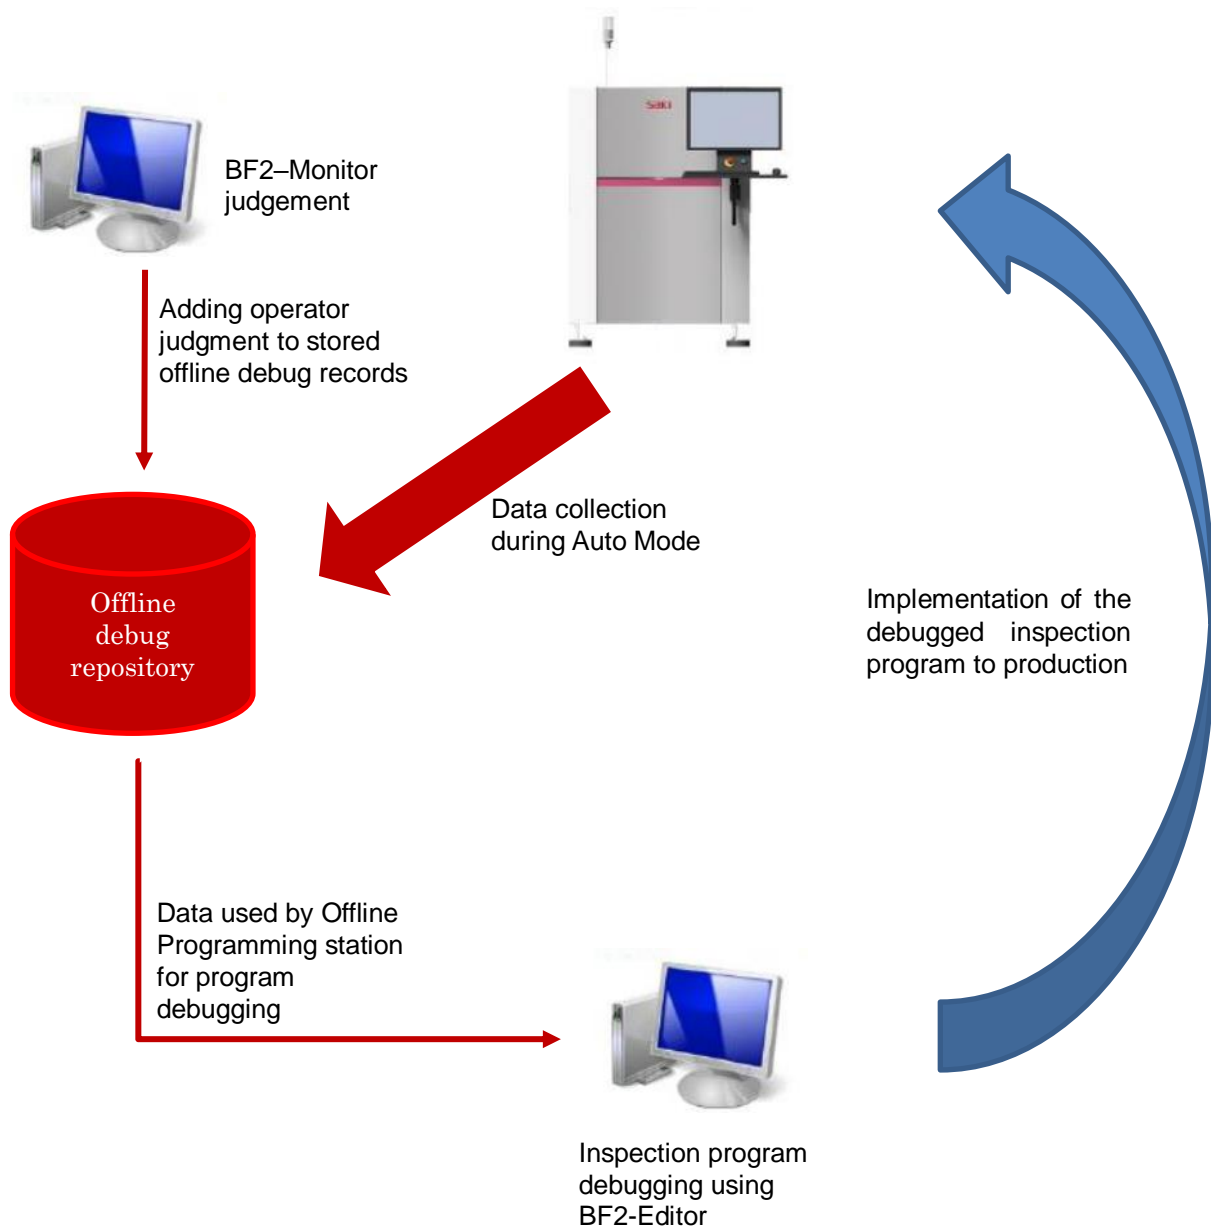 saki
BF2–Monitor
judgement
Adding operator
judgment to stored
offline debug records
Data collection
during Auto Mode
Offline
debug
repository
Implementation of the
debugged inspection
program to production
Data used by Offline
Programming station
for program
debugging
Inspection program
debugging using
BF2-Editor